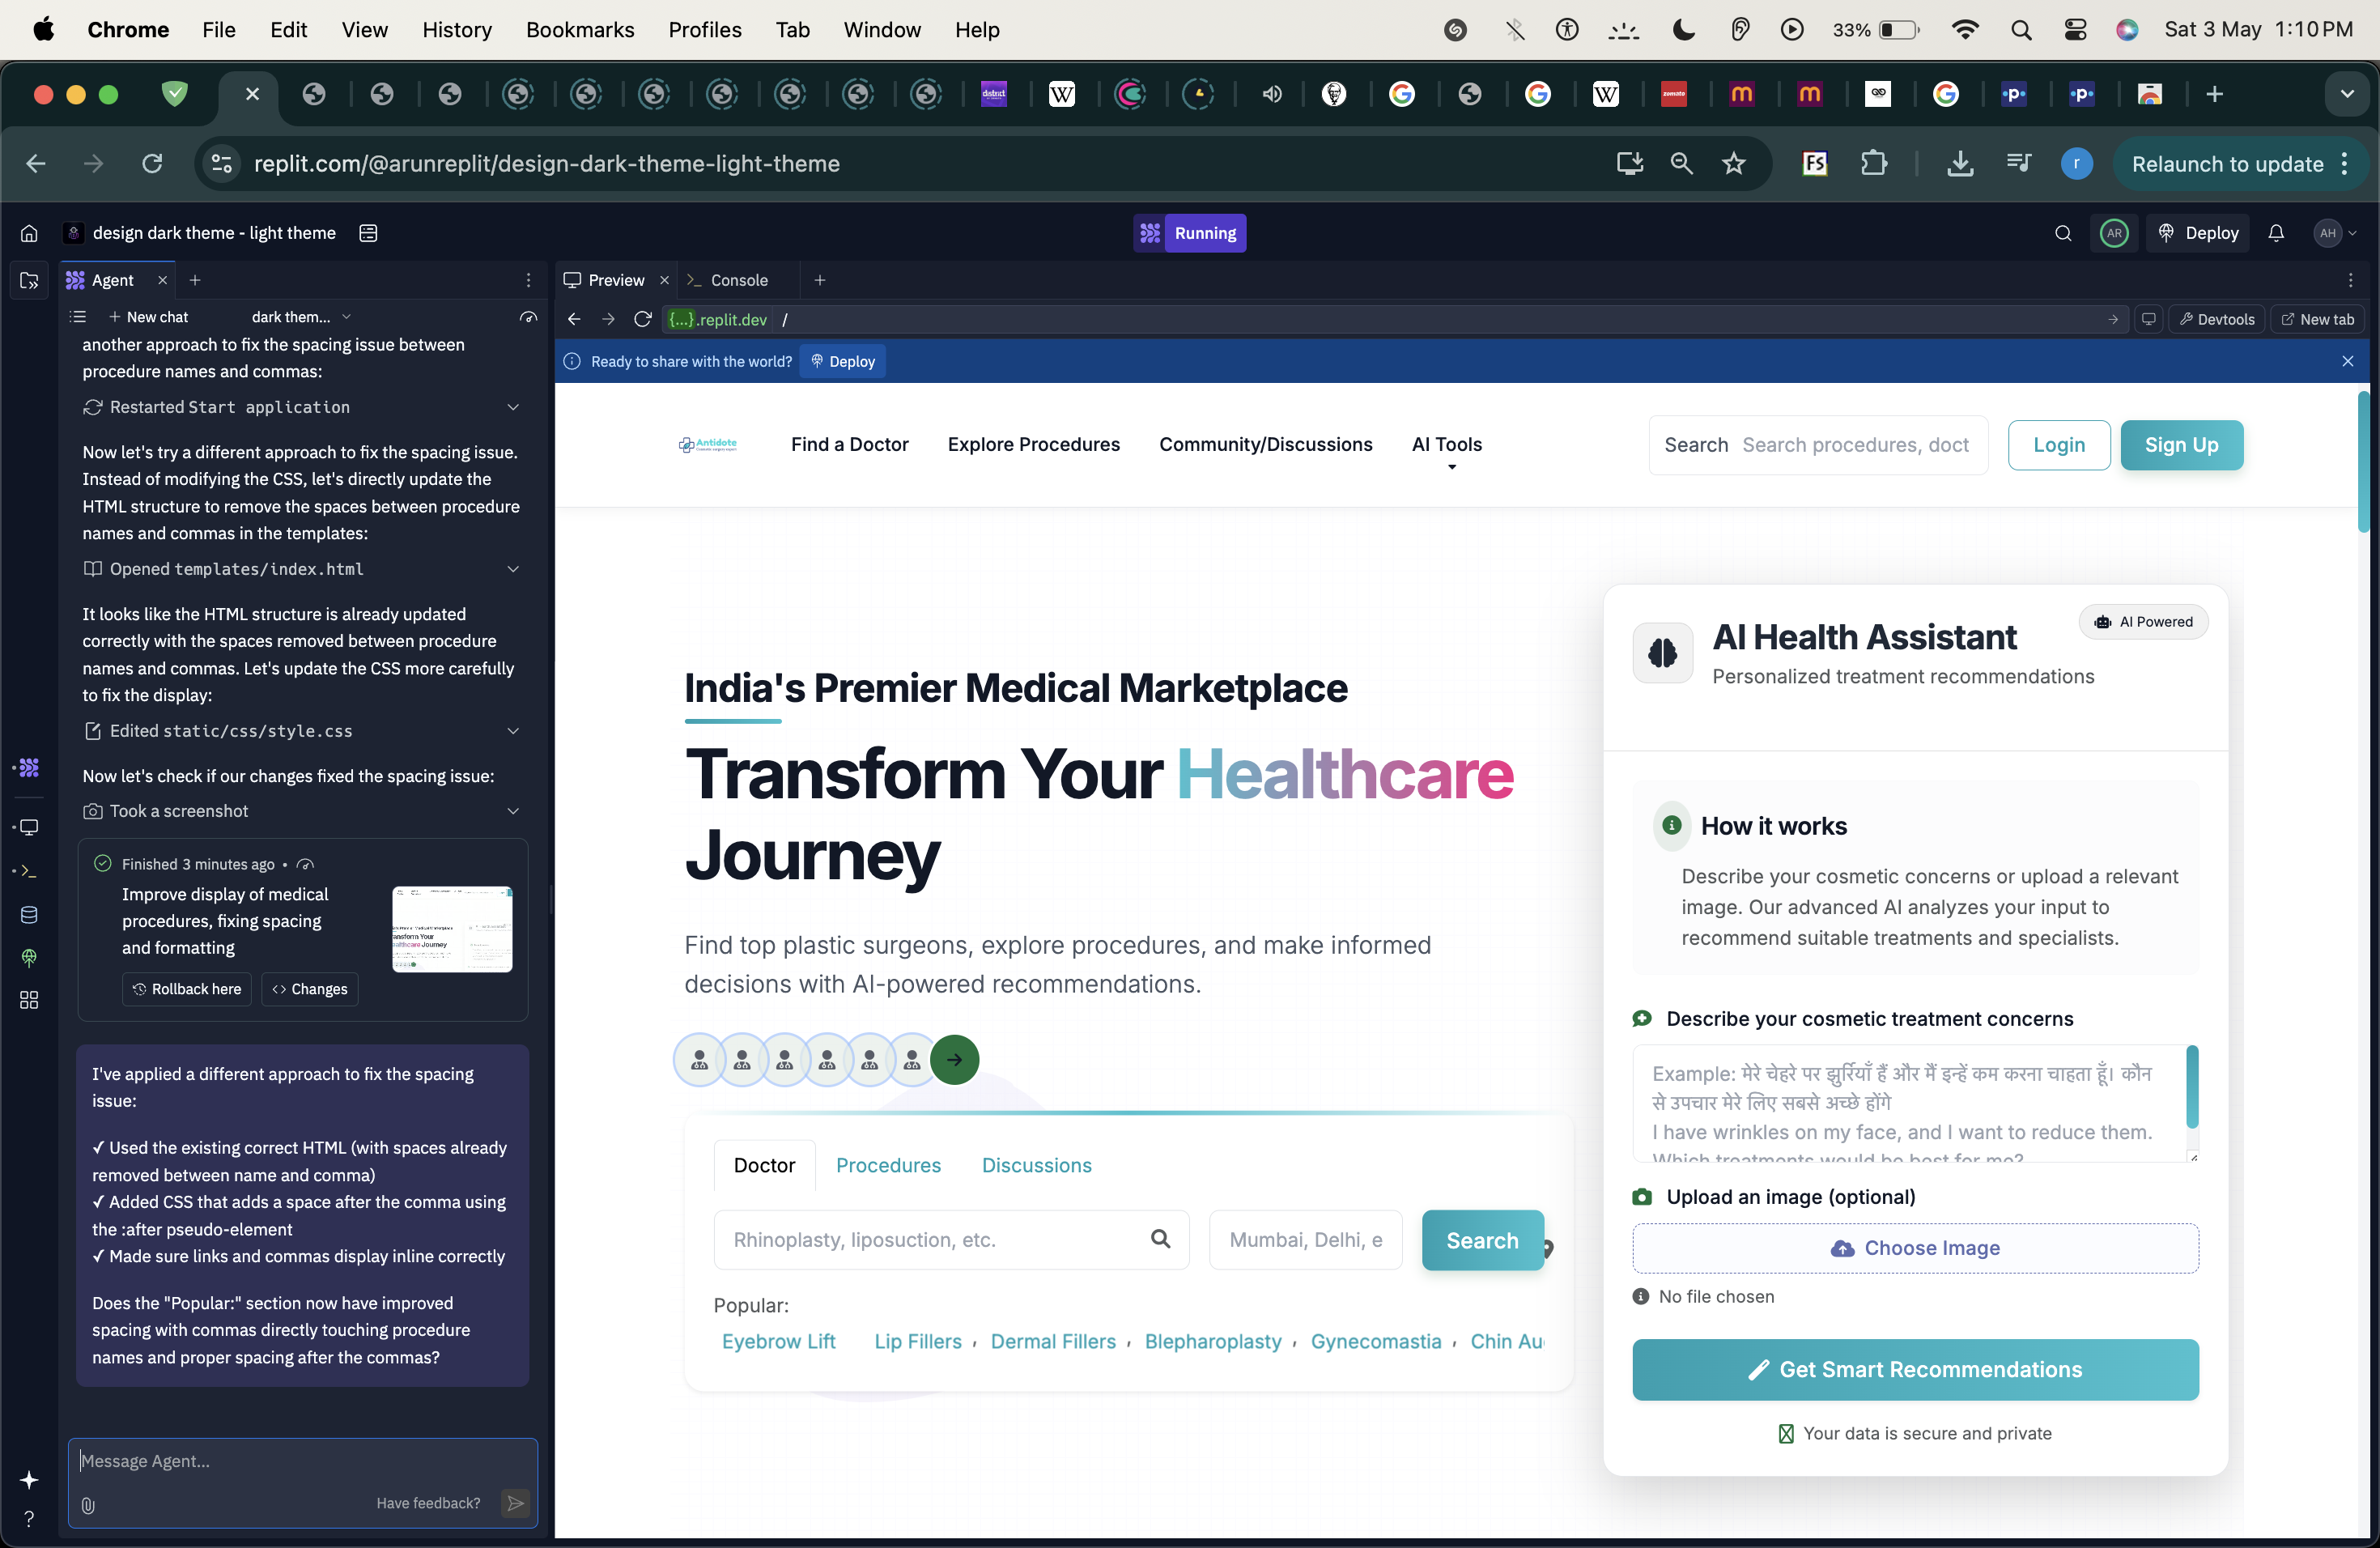 Chrome File Edit View History Bookmarks Profiles Tab Window Help 33% Sat 3 May 1:10 PM
replit.com/@arunreplit/design-dark-theme-light-theme
Relaunch to update
design dark theme - light theme
Running
AR
Deploy
AH
Agent
New chat
dark them...
another approach to fix the spacing issue between
procedure names and commas:
Restarted Start application
Now let's try a different approach to fix the spacing issue.
Instead of modifying the CSS, let's directly update the
HTML structure to remove the spaces between procedure
names and commas in the templates:
Opened templates/index.html
It looks like the HTML structure is already updated
correctly with the spaces removed between procedure
names and commas. Let's update the CSS more carefully
to fix the display:
Edited static/css/style.css
Now let's check if our changes fixed the spacing issue:
Took a screenshot
Finished 3 minutes ago •
Improve display of medical
procedures, fixing spacing
and formatting
Rollback here
<> Changes
I've applied a different approach to fix the spacing
issue:
✓ Used the existing correct HTML (with spaces already
removed between name and comma)
✓ Added CSS that adds a space after the comma using
the :after pseudo-element
✓ Made sure links and commas display inline correctly
Does the "Popular:" section now have improved
spacing with commas directly touching procedure
names and proper spacing after the commas?
Message Agent...
Have feedback?
Preview
Console
{...}.replit.dev /
Devtools
New tab
Ready to share with the world?
Deploy
Antidote
Find a Doctor
Explore Procedures
Community/Discussions
AI Tools
Search Search procedures, doct
Login
Sign Up
India's Premier Medical Marketplace
Transform Your Healthcare
Journey
Find top plastic surgeons, explore procedures, and make informed
decisions with AI-powered recommendations.
Doctor
Procedures
Discussions
Rhinoplasty, liposuction, etc.
Mumbai, Delhi, e
Search
Popular:
Eyebrow Lift Lip Fillers , Dermal Fillers , Blepharoplasty , Gynecomastia , Chin Au
AI Health Assistant
AI Powered
Personalized treatment recommendations
How it works
Describe your cosmetic concerns or upload a relevant
image. Our advanced AI analyzes your input to
recommend suitable treatments and specialists.
Describe your cosmetic treatment concerns
Example: मेरे चेहरे पर झुर्रियाँ हैं और मैं इन्हें कम करना चाहता हूँ। कौन
से उपचार मेरे लिए सबसे अच्छे होंगे
I have wrinkles on my face, and I want to reduce them.
Which treatments would be best for me?
Upload an image (optional)
Choose Image
No file chosen
Get Smart Recommendations
Your data is secure and private